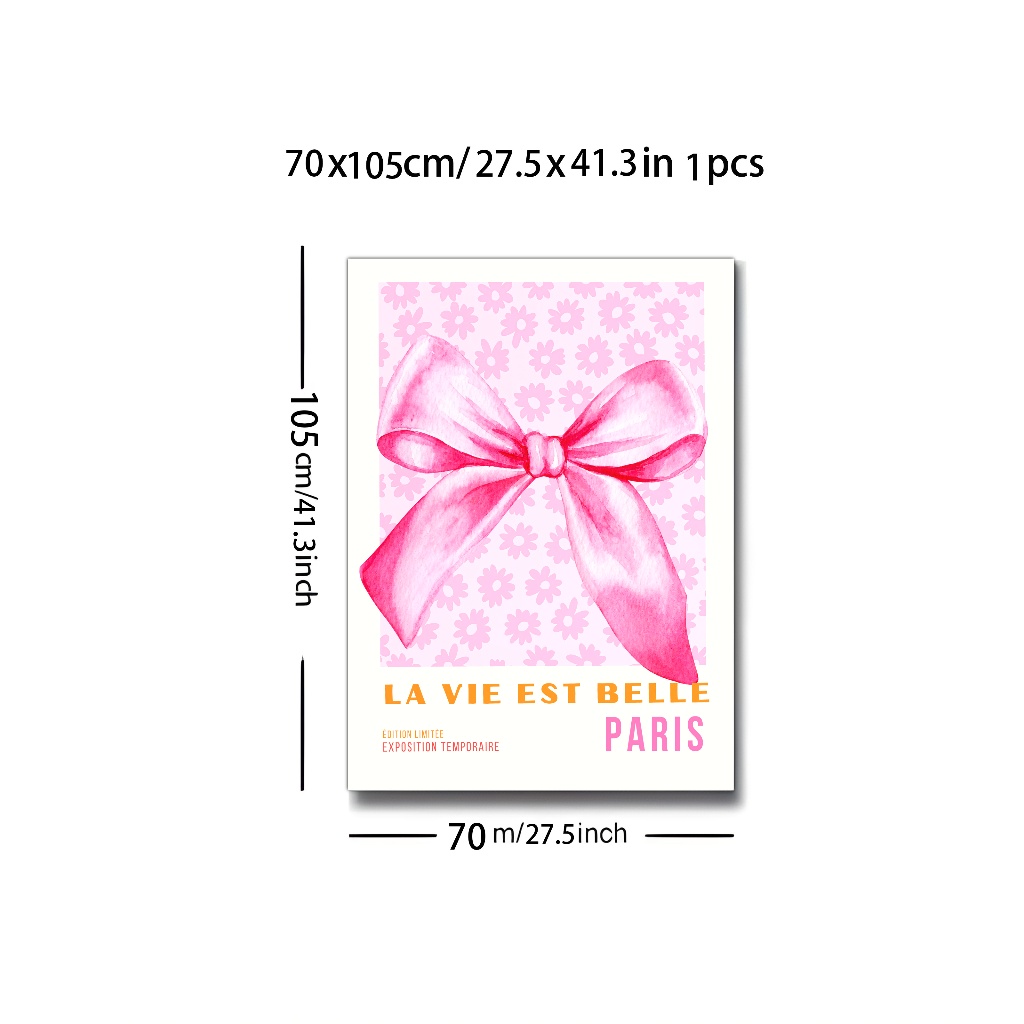 70x105cm/27.5x41.3in 1pcs
105cm/41.3inch
LA VIE EST BELLE
PARIS
EDITION LIMITÉE
EXPOSITION TEMPORAIRE
70 m/27.5inch